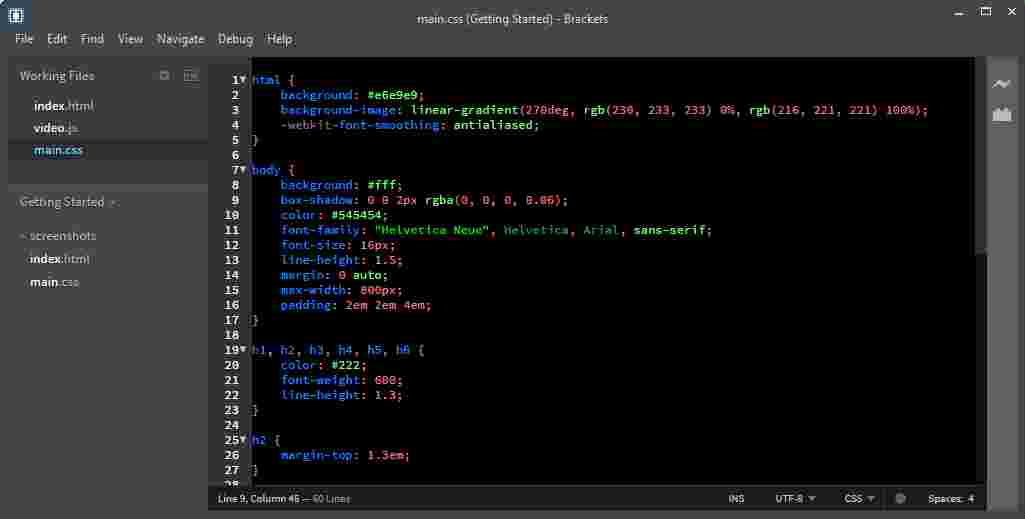 main.css (Getting Started) - Brackets
File Edit Find View Navigate Debug Help
Working Files
index.html
video.js
main.css
Getting Started
screenshots
index.html
main.css
1 html {
2 background: #e6e9e9;
3 background-image: linear-gradient(270deg, rgb(230, 233, 233) 0%, rgb(216, 221, 221) 100%);
4 -webkit-font-smoothing: antialiased;
5 }
6
7 body {
8 background: #fff;
9 box-shadow: 0 0 2px rgba(0, 0, 0, 0.06);
10 color: #545454;
11 font-family: "Helvetica Neue", Helvetica, Arial, sans-serif;
12 font-size: 16px;
13 line-height: 1.5;
14 margin: 0 auto;
15 max-width: 800px;
16 padding: 2em 2em 4em;
17 }
18
19 h1, h2, h3, h4, h5, h6 {
20 color: #222;
21 font-weight: 600;
22 line-height: 1.3;
23 }
24
25 h2 {
26 margin-top: 1.3em;
27 }
28
Line 9, Column 45 — 60 Lines
INS UTF-8 CSS Spaces: 4